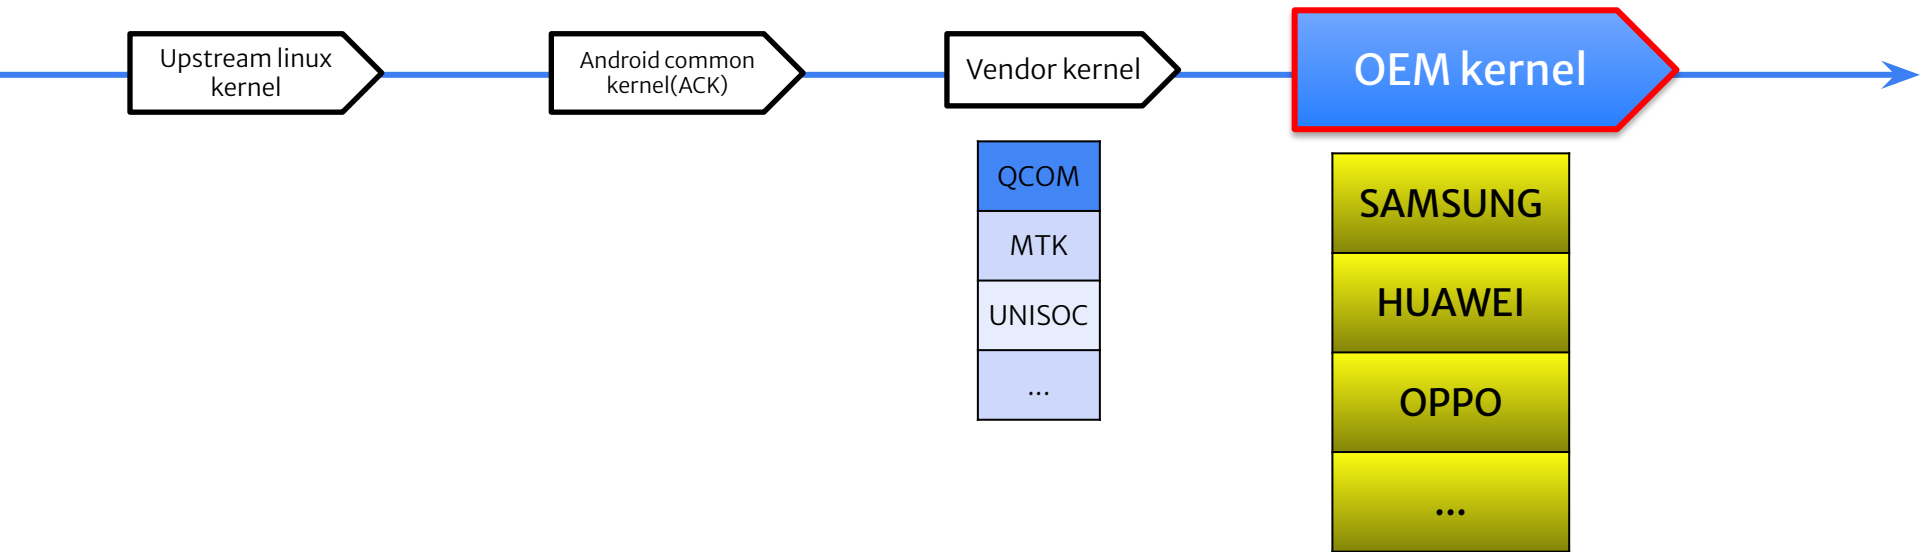 Upstream linux
kernel
Android common
kernel(ACK)
Vendor kernel
OEM kernel
QCOM
MTK
UNISOC
...
SAMSUNG
HUAWEI
OPPO
...